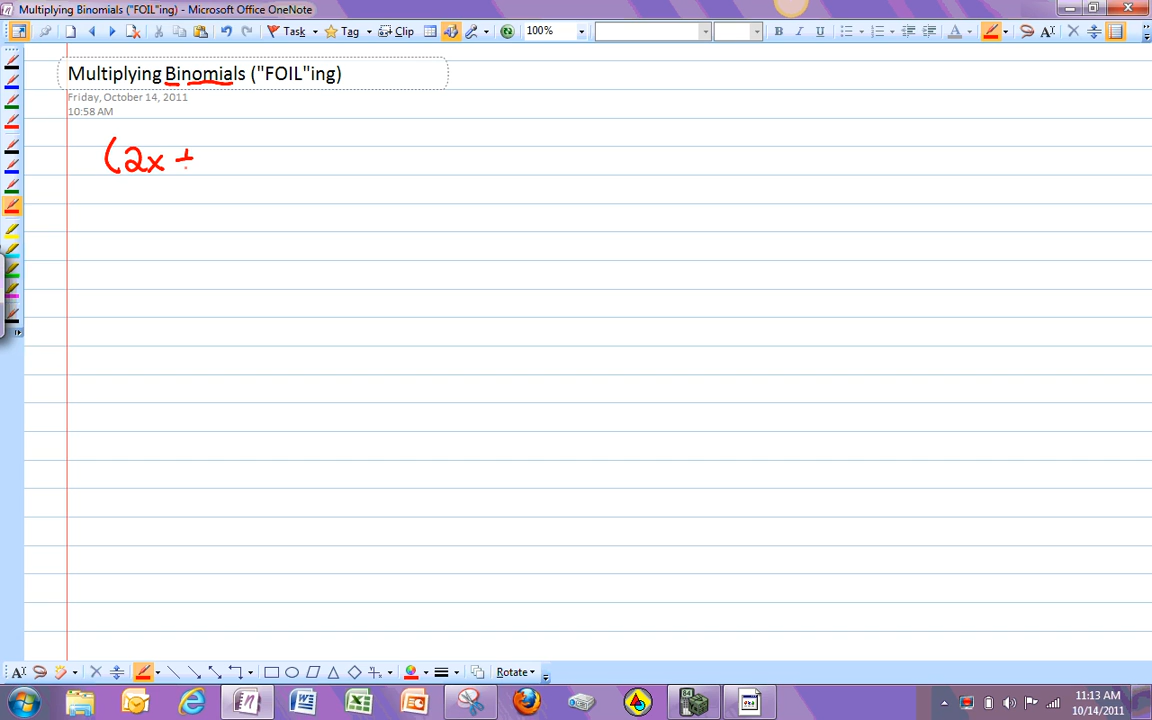 Multiplying Binomials ("FOIL"ing) - Microsoft Office OneNote
Task Tag Clip 100% B I U
Multiplying Binomials ("FOIL"ing)
Friday, October 14, 2011
10:58 AM
(2x +
Rotate
11:13 AM
10/14/2011